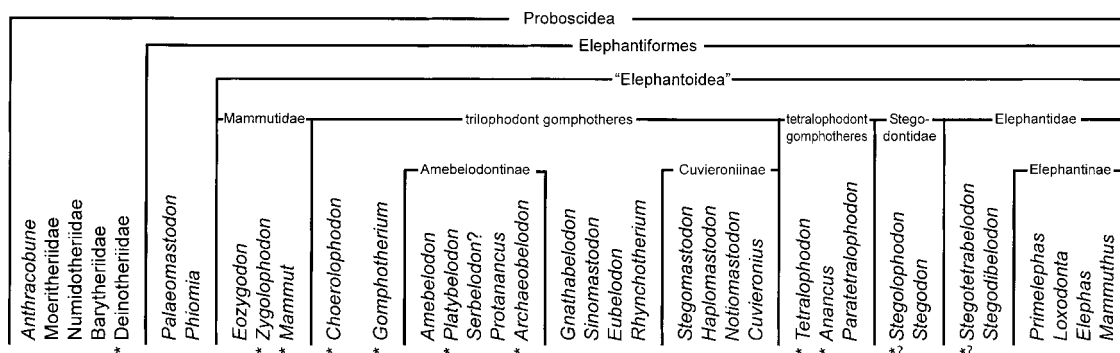 Proboscidea
Elephantiformes
“Elephantoidea”
Mammutidae
trilophodont gomphotheres
tetralophodont
gomphotheres
Stego-
dontidae
Elephantidae
Amebelodontinae
Cuvieroniinae
Elephantinae
Anthracobune
Moeritheriidae
Numidotheriidae
Barytheriidae
* Deinotheriidae
Palaeomastodon
Phiomia
Eozygodon
* Zygolophodon
* Mammut
* Choerolophodon
* Gomphotherium
Amebelodon
* Platybelodon
Serbelodon?
Protanancus
* Archaeobelodon
Gnathabelodon
Sinomastodon
Eubelodon
Rhynchotherium
Stegomastodon
Haplomastodon
Notiomastodon
Cuvieronius
* Tetralophodon
* Anancus
Paratetralophodon
*? Stegolophodon
Stegodon
*? Stegotetrabelodon
Stegodibelodon
Primelephas
Loxodonta
Elephas
Mammuthus